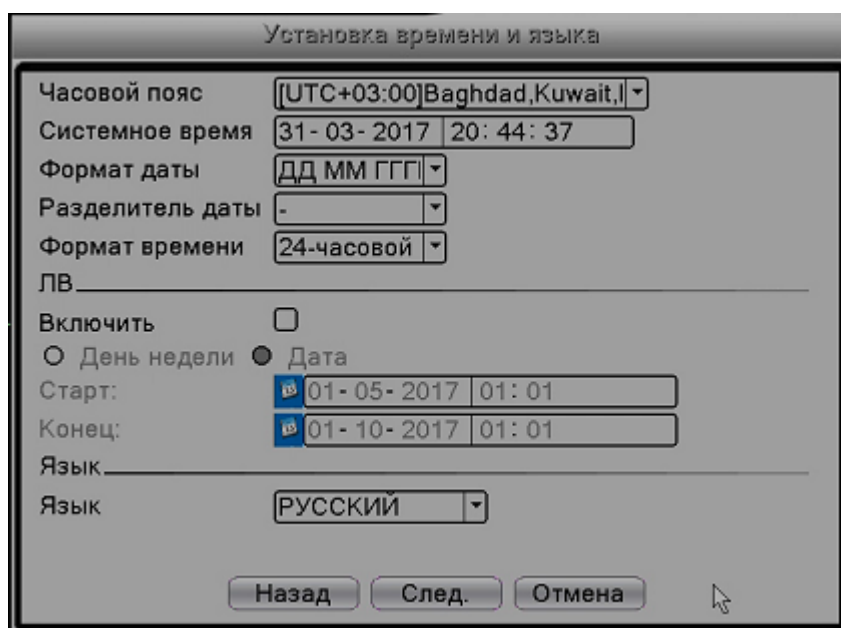 Установка времени и языка
Часовой пояс [UTC+03:00]Baghdad,Kuwait,
Системное время 31-03-2017 20:44:37
Формат даты ДД ММ ГГГ
Разделитель даты -
Формат времени 24-часовой
ЛВ
Включить
День недели Дата
Старт: 01-05-2017 01:01
Конец: 01-10-2017 01:01
Язык
Язык РУССКИЙ
Назад След. Отмена